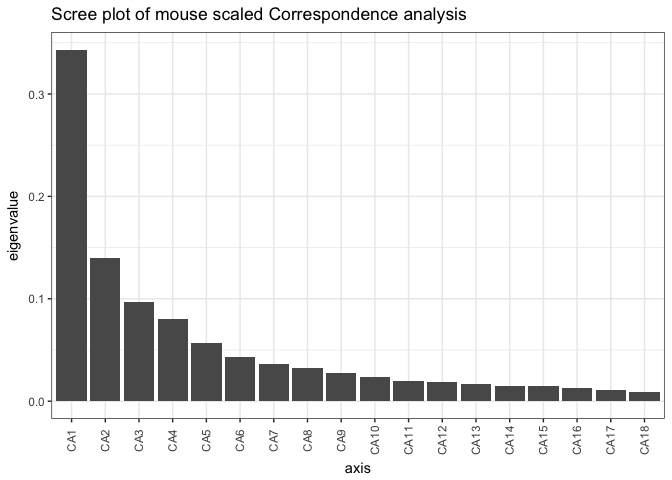 Scree plot of mouse scaled Correspondence analysis
eigenvalue
0.3
0.2
0.1
0.0
CA1 CA2 CA3 CA4 CA5 CA6 CA7 CA8 CA9 CA10 CA11 CA12 CA13 CA14 CA15 CA16 CA17 CA18
axis